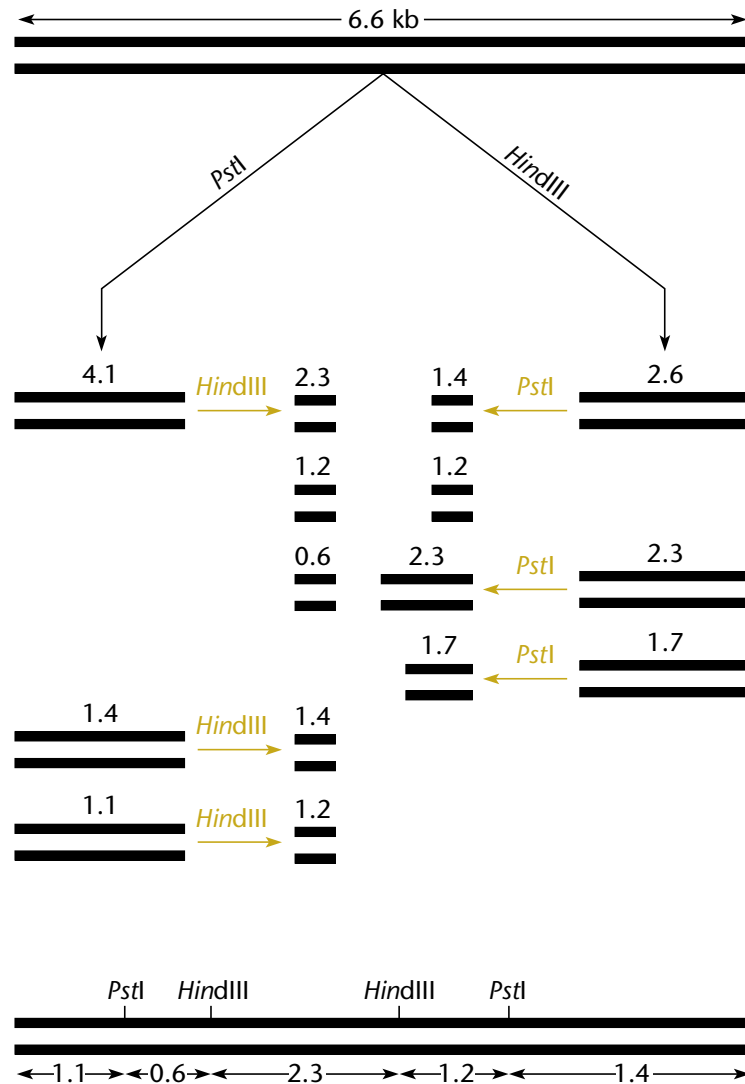 6.6 kb
PstI
HindIII
4.1
HindIII
2.3
1.4
PstI
2.6
1.2
1.2
0.6
2.3
PstI
2.3
1.7
PstI
1.7
1.4
HindIII
1.4
1.1
HindIII
1.2
PstI HindIII HindIII PstI
1.1 0.6 2.3 1.2 1.4